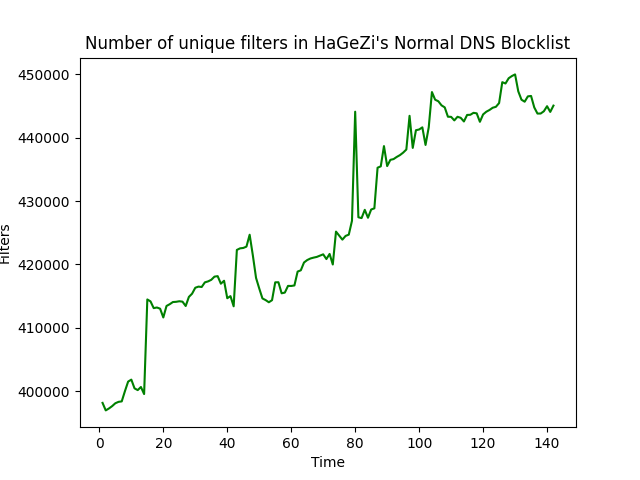 Number of unique filters in HaGeZi's Normal DNS Blocklist
450000
440000
430000
420000
410000
400000
Filters
0 20 40 60 80 100 120 140
Time